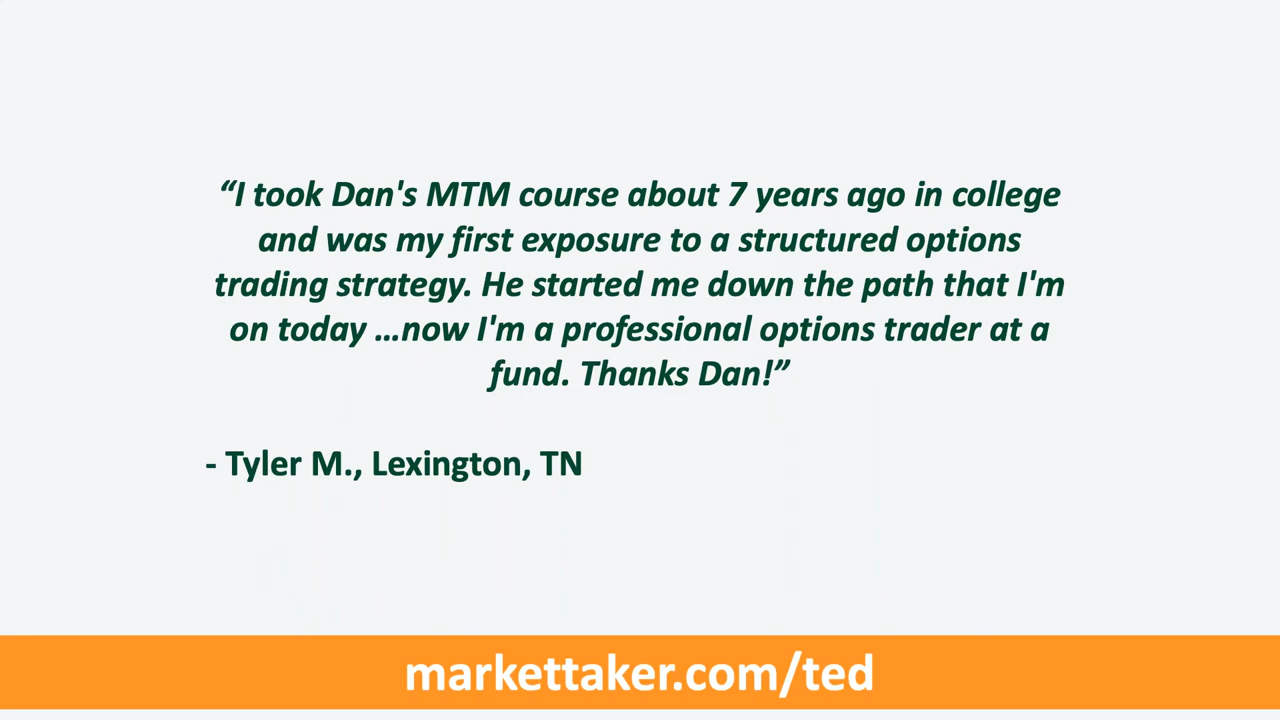 “I took Dan's MTM course about 7 years ago in college
and was my first exposure to a structured options
trading strategy. He started me down the path that I'm
on today ...now I'm a professional options trader at a
fund. Thanks Dan!”
- Tyler M., Lexington, TN
markettaker.com/ted